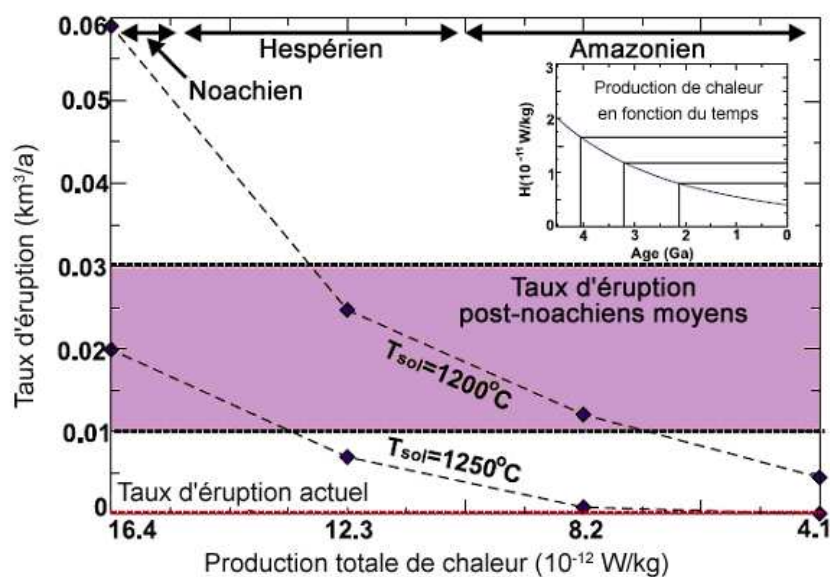 0.06
0.05
0.04
0.03
0.02
0.01
0
Taux d'éruption (km³/a)
Hespérien
Amazonien
Noachien
3
2
1
0
H(10⁻¹¹ W/kg)
Production de chaleur
en fonction du temps
4
3
2
1
0
Age (Ga)
Taux d'éruption
post-noachiens moyens
Tsol=1200°C
Tsol=1250°C
Taux d'éruption actuel
16.4
12.3
8.2
4.1
Production totale de chaleur (10⁻¹² W/kg)